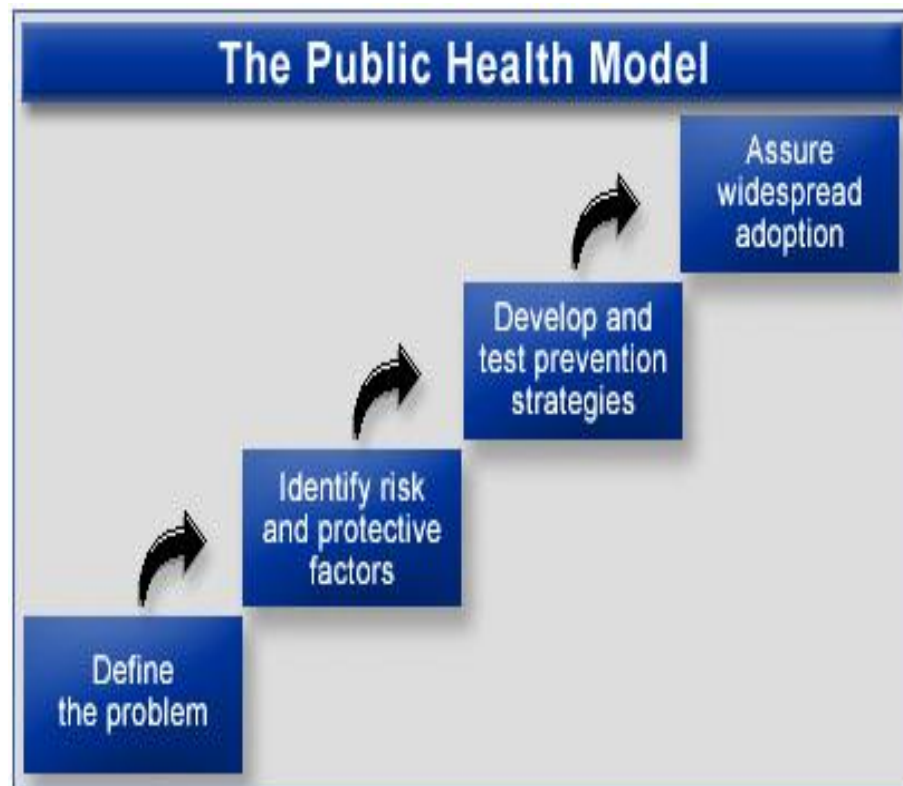 The Public Health Model
Assure
widespread
adoption
Develop and
test prevention
strategies
Identify risk
and protective
factors
Define
the problem